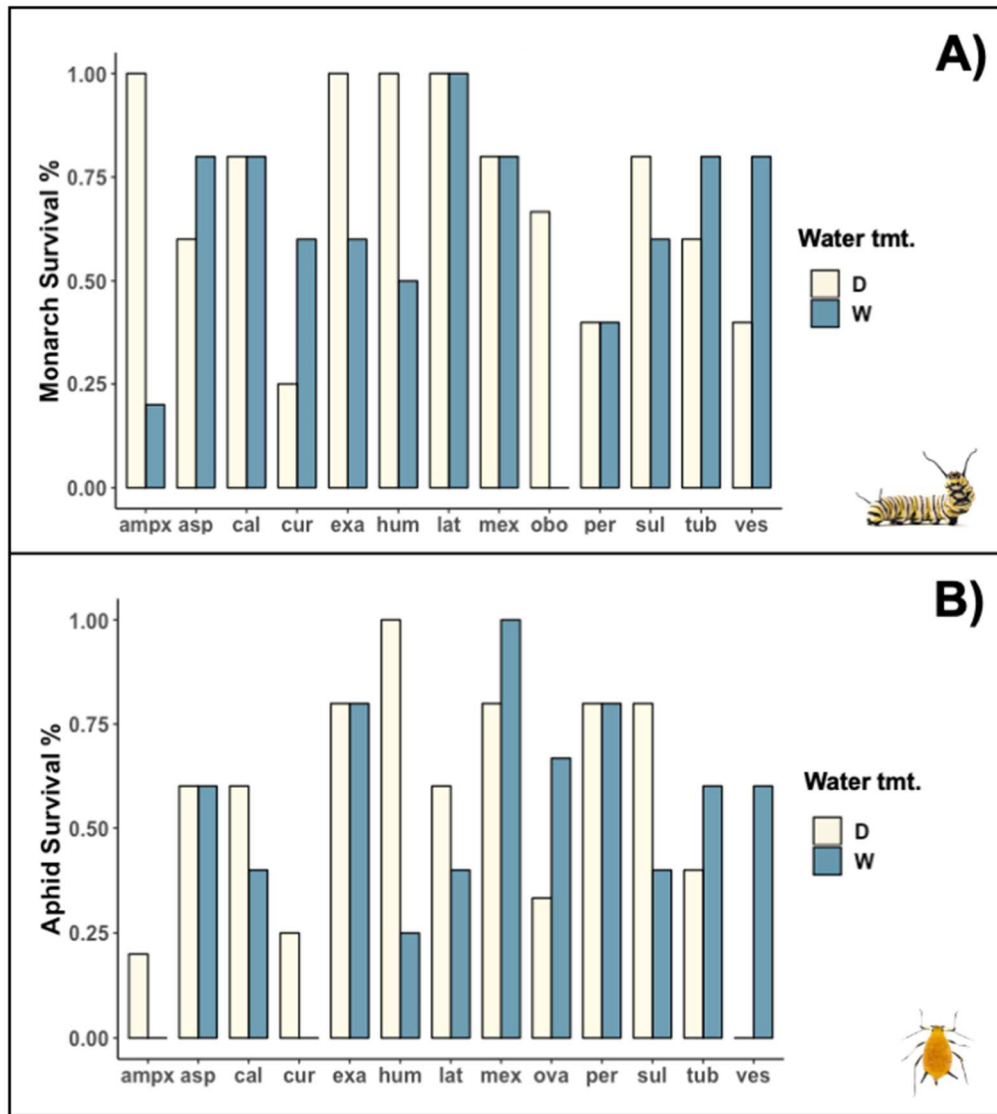 A)
Monarch Survival %
1.00
0.75
0.50
0.25
0.00
ampx asp cal cur exa hum lat mex obo per sul tub ves
Water tmt.
D
W
B)
Aphid Survival %
1.00
0.75
0.50
0.25
0.00
ampx asp cal cur exa hum lat mex ova per sul tub ves
Water tmt.
D
W